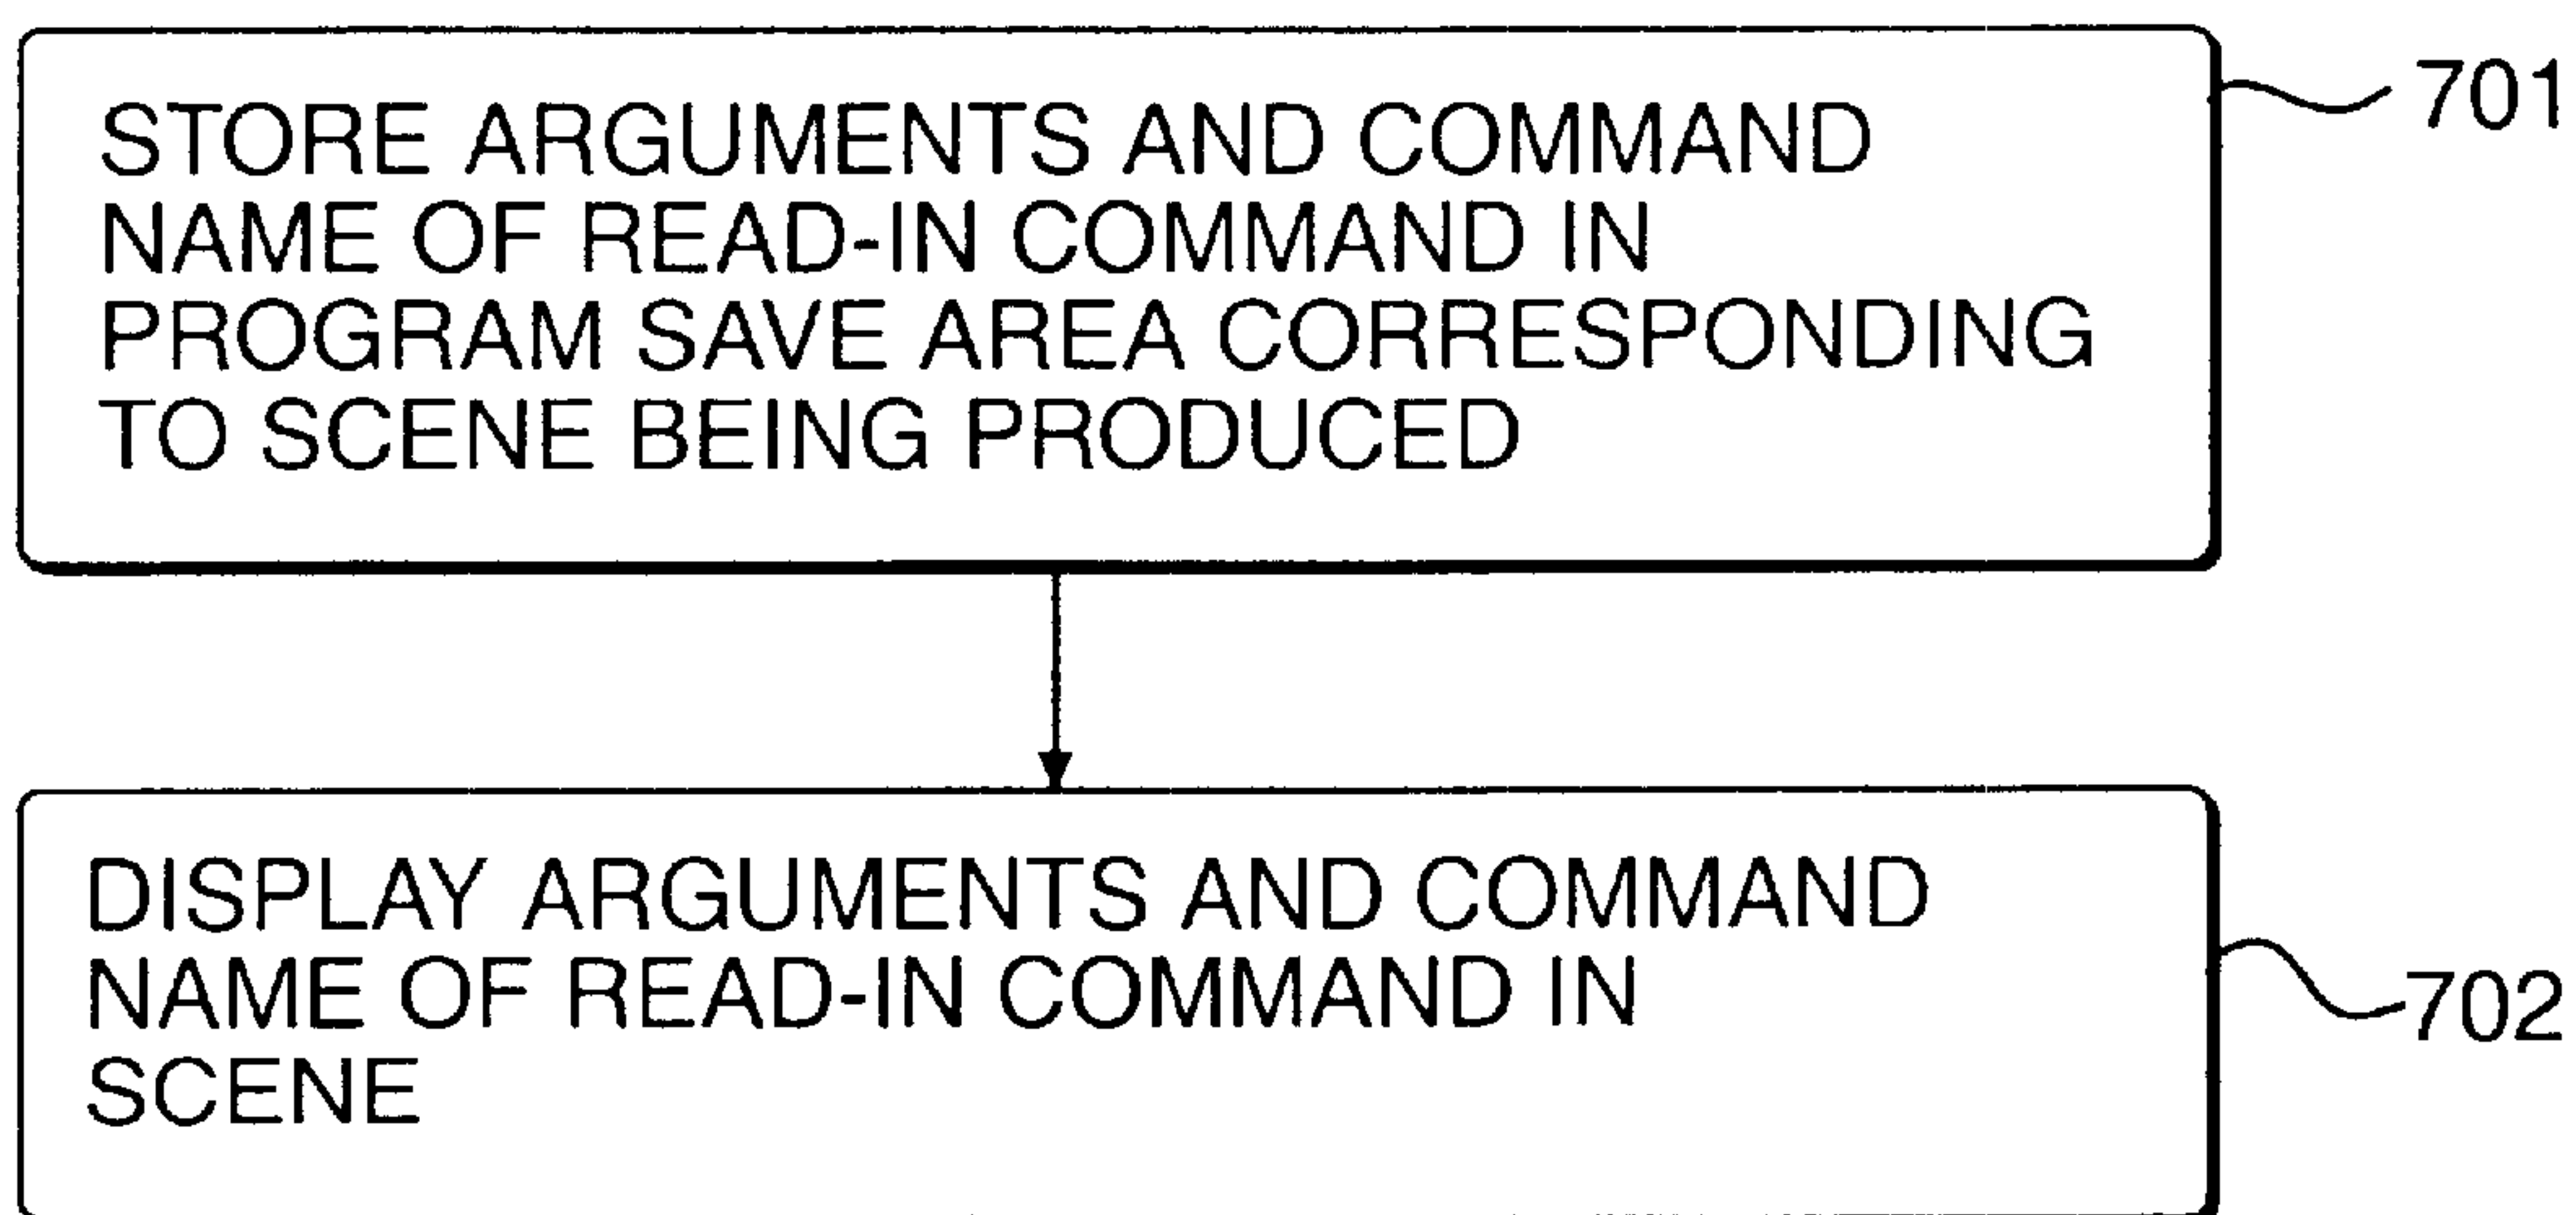 STORE ARGUMENTS AND COMMAND
NAME OF READ-IN COMMAND IN
PROGRAM SAVE AREA CORRESPONDING
TO SCENE BEING PRODUCED
701
DISPLAY ARGUMENTS AND COMMAND
NAME OF READ-IN COMMAND IN
SCENE
702